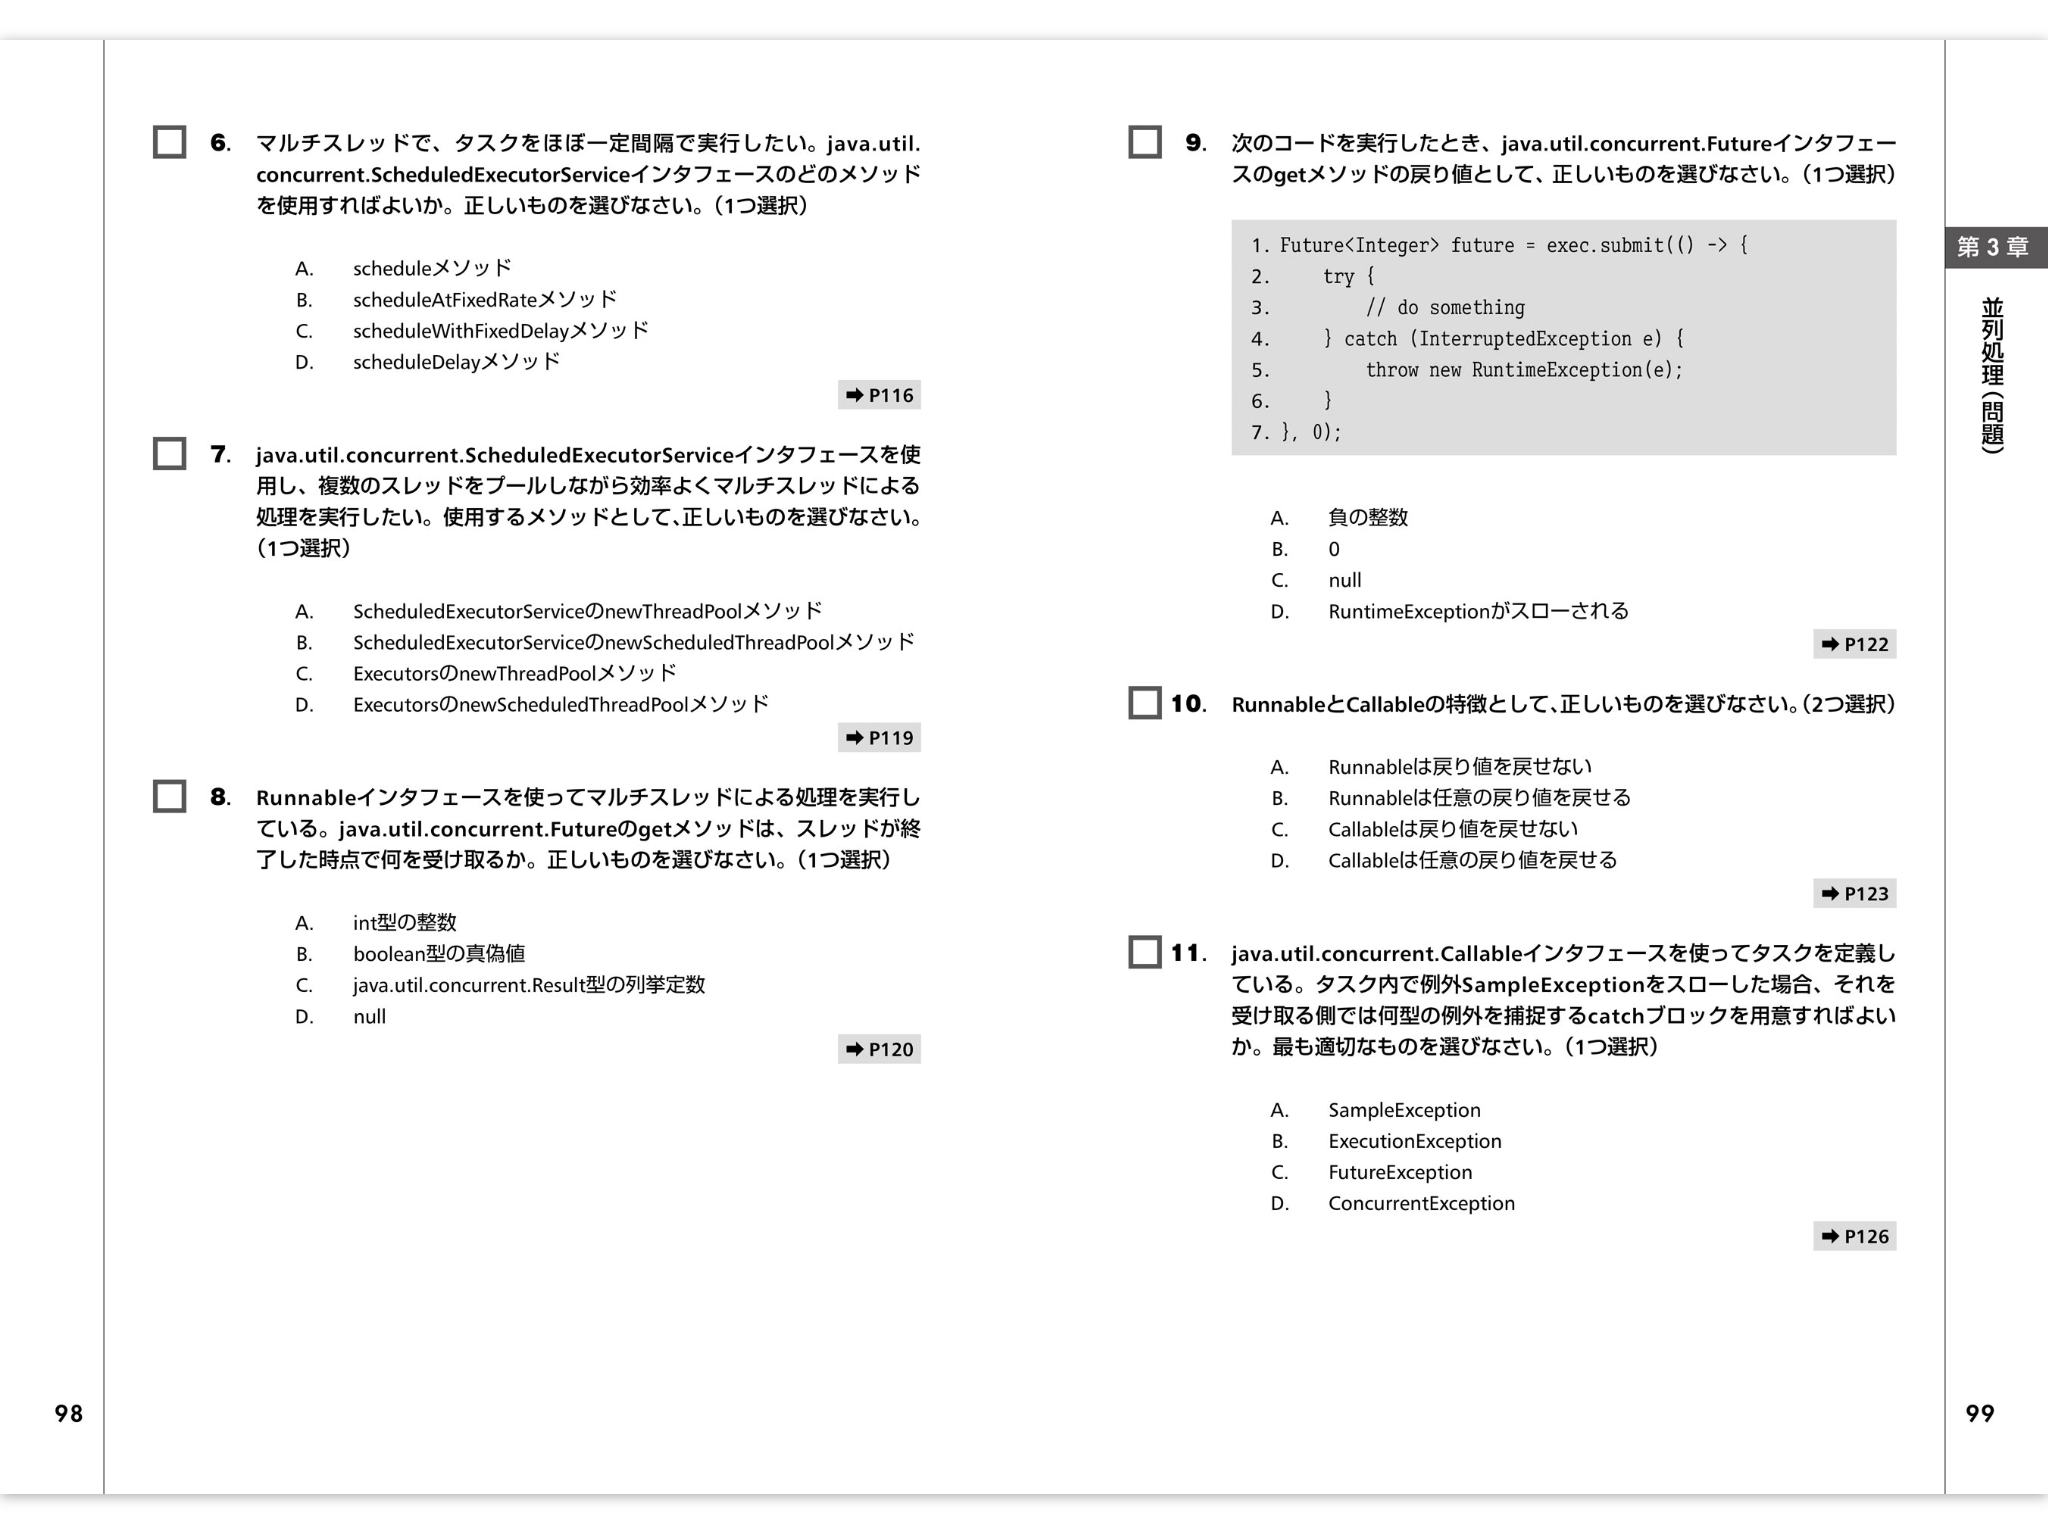 6. マルチスレッドで、タスクをほぼ一定間隔で実行したい。java.util.
concurrent.ScheduledExecutorServiceインタフェースのどのメソッド
を使用すればよいか。正しいものを選びなさい。（1つ選択）
A. scheduleメソッド
B. scheduleAtFixedRateメソッド
C. scheduleWithFixedDelayメソッド
D. scheduleDelayメソッド
➡ P116
7. java.util.concurrent.ScheduledExecutorServiceインタフェースを使
用し、複数のスレッドをプールしながら効率よくマルチスレッドによる
処理を実行したい。使用するメソッドとして、正しいものを選びなさい。
（1つ選択）
A. ScheduledExecutorServiceのnewThreadPoolメソッド
B. ScheduledExecutorServiceのnewScheduledThreadPoolメソッド
C. ExecutorsのnewThreadPoolメソッド
D. ExecutorsのnewScheduledThreadPoolメソッド
➡ P119
8. Runnableインタフェースを使ってマルチスレッドによる処理を実行し
ている。java.util.concurrent.Futureのgetメソッドは、スレッドが終
了した時点で何を受け取るか。正しいものを選びなさい。（1つ選択）
A. int型の整数
B. boolean型の真偽値
C. java.util.concurrent.Result型の列挙定数
D. null
➡ P120
98
9. 次のコードを実行したとき、java.util.concurrent.Futureインタフェー
スのgetメソッドの戻り値として、正しいものを選びなさい。（1つ選択）
1. Future<Integer> future = exec.submit(() -> {
2.     try {
3.         // do something
4.     } catch (InterruptedException e) {
5.         throw new RuntimeException(e);
6.     }
7. }, 0);
A. 負の整数
B. 0
C. null
D. RuntimeExceptionがスローされる
➡ P122
10. RunnableとCallableの特徴として、正しいものを選びなさい。（2つ選択）
A. Runnableは戻り値を戻せない
B. Runnableは任意の戻り値を戻せる
C. Callableは戻り値を戻せない
D. Callableは任意の戻り値を戻せる
➡ P123
11. java.util.concurrent.Callableインタフェースを使ってタスクを定義し
ている。タスク内で例外SampleExceptionをスローした場合、それを
受け取る側では何型の例外を捕捉するcatchブロックを用意すればよい
か。最も適切なものを選びなさい。（1つ選択）
A. SampleException
B. ExecutionException
C. FutureException
D. ConcurrentException
➡ P126
第3章
並列処理（問題）
99